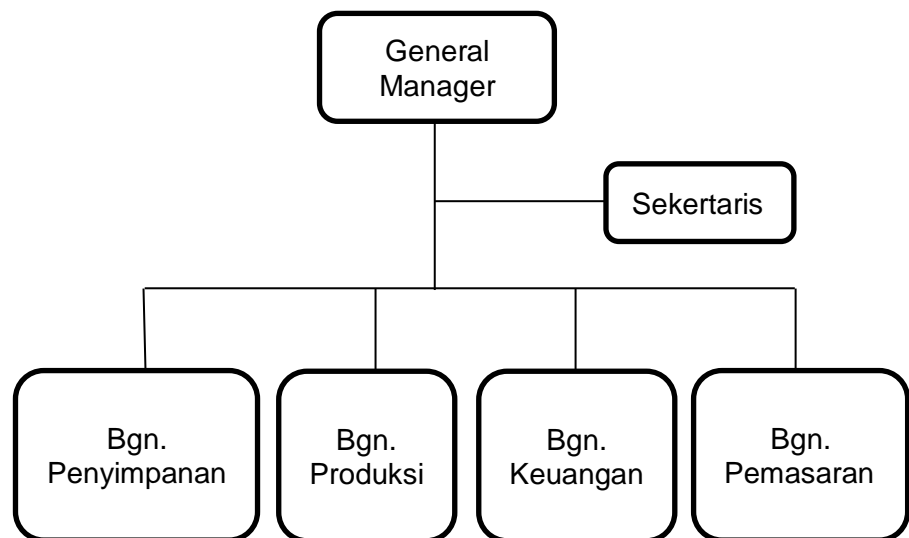 General
Manager
Sekertaris
Bgn.
Penyimpanan
Bgn.
Produksi
Bgn.
Keuangan
Bgn.
Pemasaran